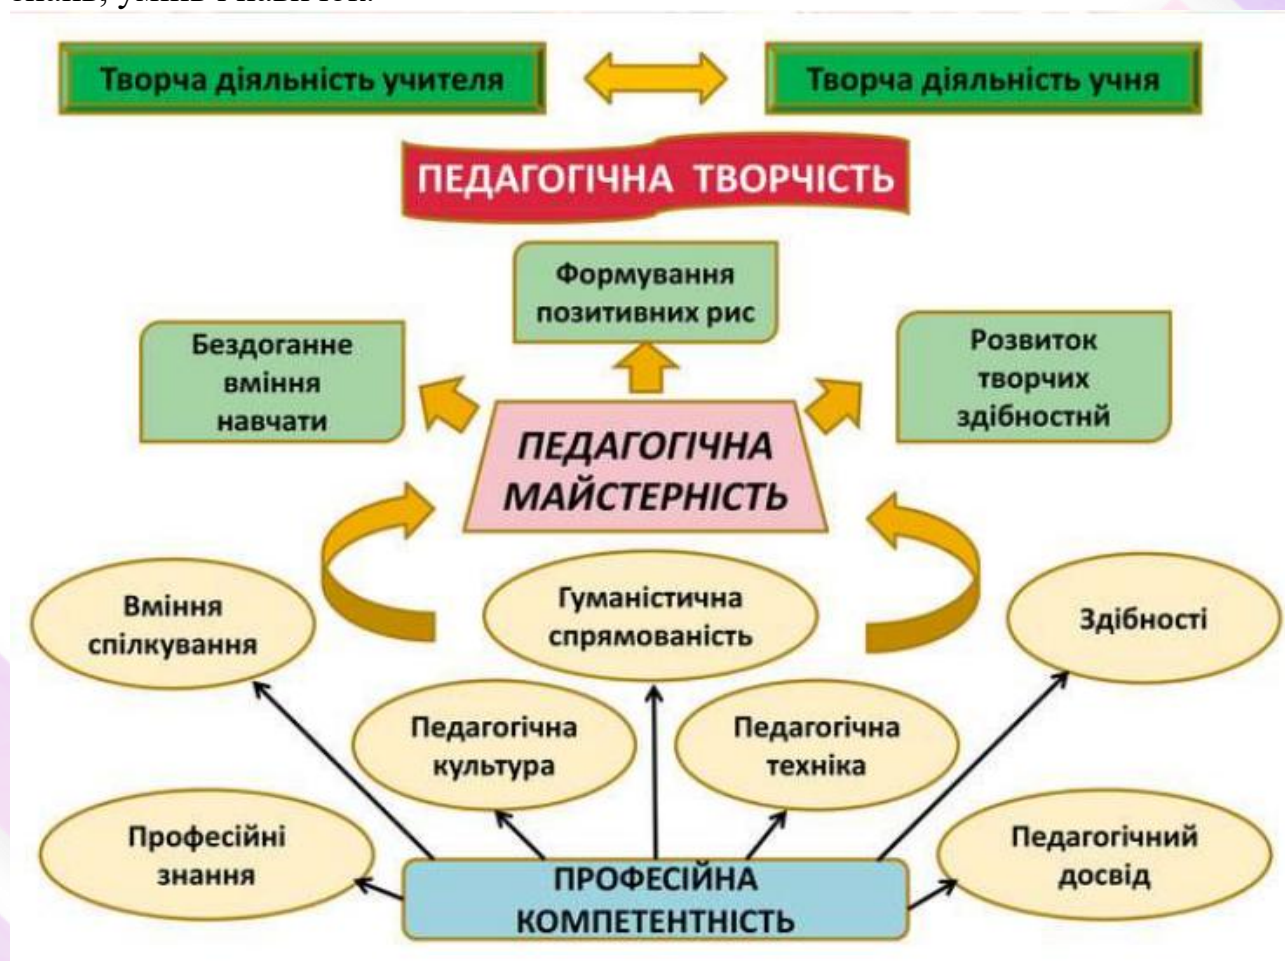 Творча діяльність учителя
Творча діяльність учня
ПЕДАГОГІЧНА ТВОРЧІСТЬ
Формування
позитивних рис
Бездоганне
вміння
навчати
Розвиток
творчих
здібностнй
ПЕДАГОГІЧНА
МАЙСТЕРНІСТЬ
Вміння
спілкування
Гуманістична
спрямованість
Здібності
Педагогічна
культура
Педагогічна
техніка
Професійні
знання
Педагогічний
досвід
ПРОФЕСІЙНА
КОМПЕТЕНТНІСТЬ